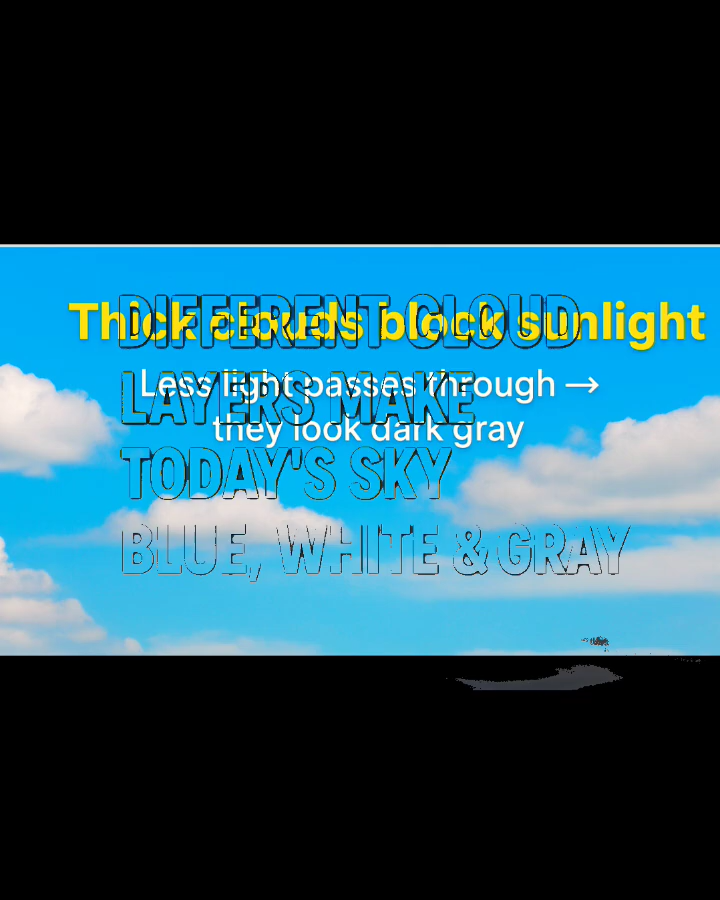 Thick clouds block sunlight
Less light passes through →
they look dark gray
DIFFERENT CLOUD
LAYERS MAKE
TODAY'S SKY
BLUE, WHITE & GRAY